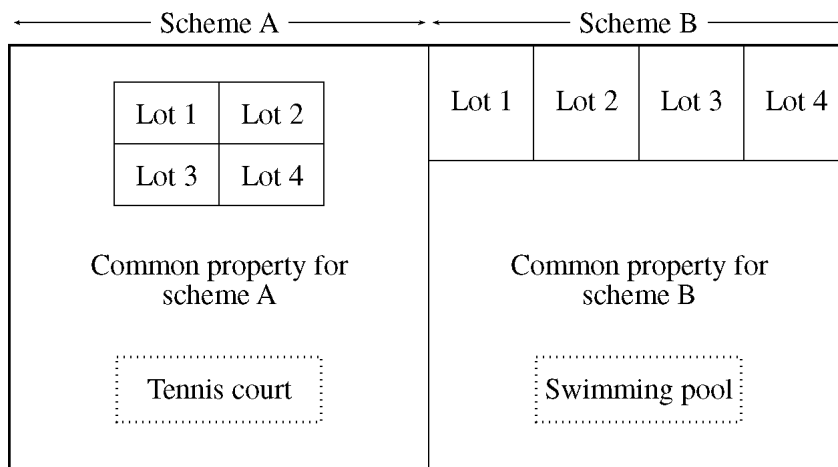 Scheme A
Scheme B
Lot 1
Lot 2
Lot 1
Lot 2
Lot 3
Lot 4
Lot 3
Lot 4
Common property for
scheme A
Common property for
scheme B
Tennis court
Swimming pool